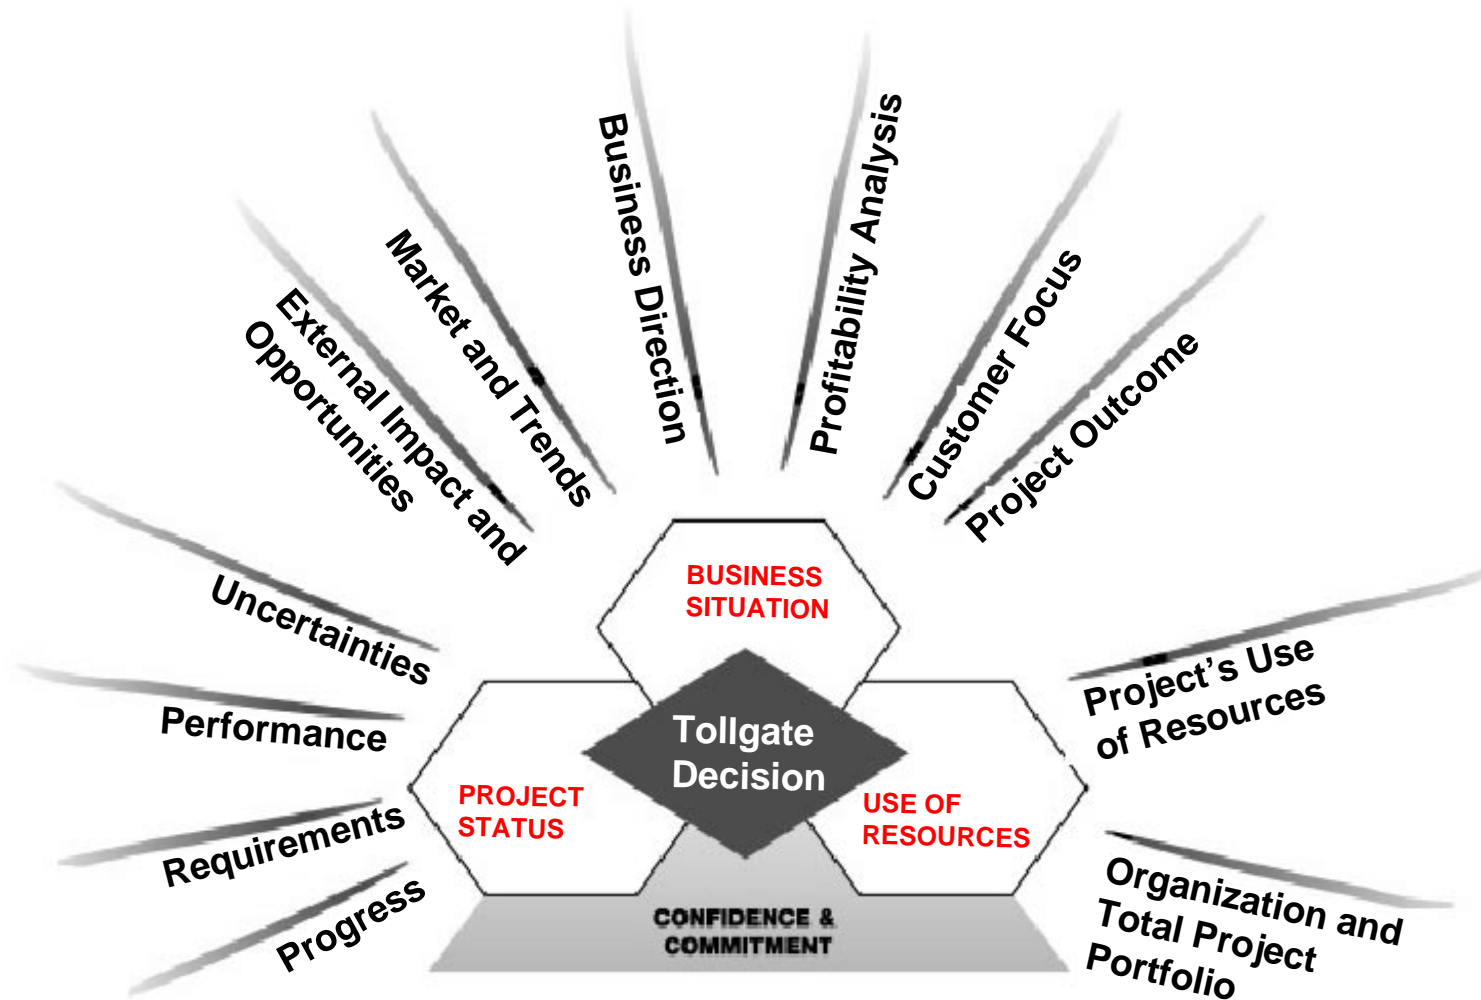 Business Direction
Profitability Analysis
Market and Trends
Customer Focus
External Impact and
Opportunities
Project Outcome
Uncertainties
Performance
Requirements
Progress
BUSINESS
SITUATION
Tollgate
Decision
PROJECT
STATUS
USE OF
RESOURCES
CONFIDENCE &
COMMITMENT
Project’s Use
of Resources
Organization and
Total Project
Portfolio